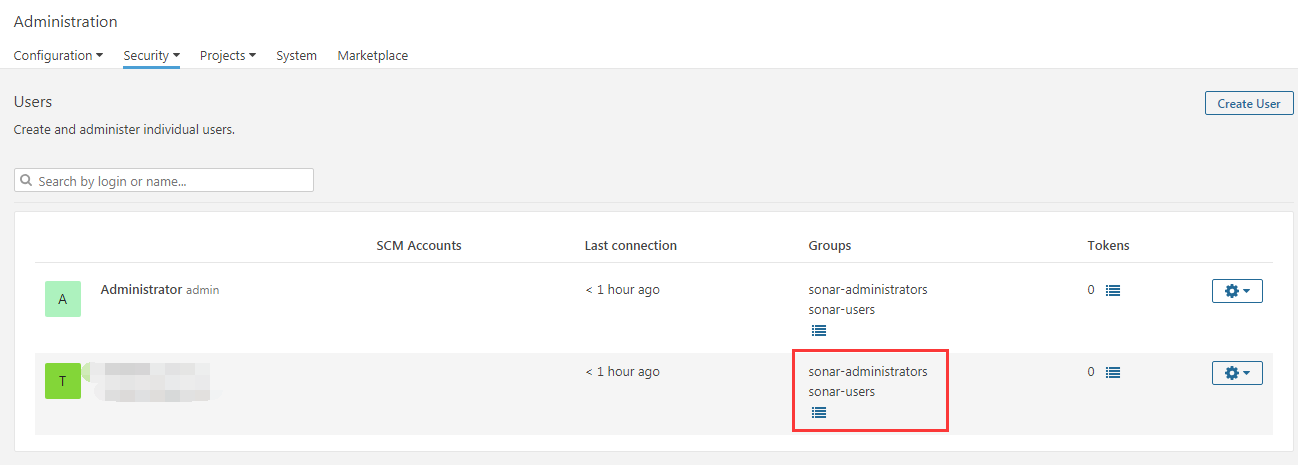 Administration
Configuration Security Projects System Marketplace
Users
Create User
Create and administer individual users.
Search by login or name...
SCM Accounts Last connection Groups Tokens
A Administrator admin < 1 hour ago sonar-administrators 0
sonar-users
T < 1 hour ago sonar-administrators 0
sonar-users